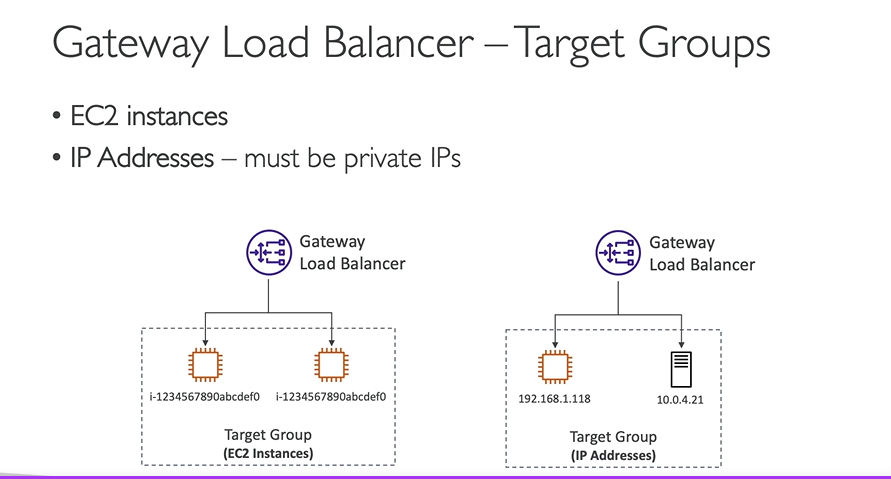 Gateway Load Balancer – Target Groups
• EC2 instances
• IP Addresses – must be private IPs
Gateway
Load Balancer
i-1234567890abcdef0
i-1234567890abcdef0
Target Group
(EC2 Instances)
Gateway
Load Balancer
192.168.1.118
10.0.4.21
Target Group
(IP Addresses)